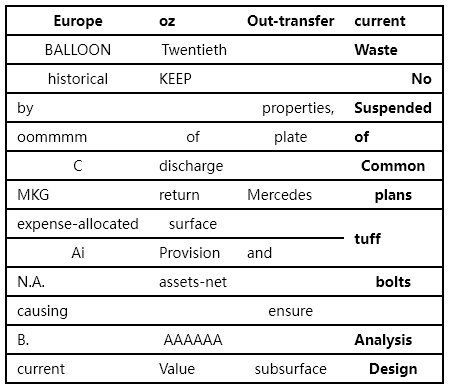 Europe oz Out-transfer current
BALLOON Twentieth Waste
historical KEEP No
by properties, Suspended
oommmm of plate of
C discharge Common
MKG return Mercedes plans
expense-allocated surface
tuff
Ai Provision and
N.A. assets-net bolts
causing ensure
B. AAAAAA Analysis
current Value subsurface Design